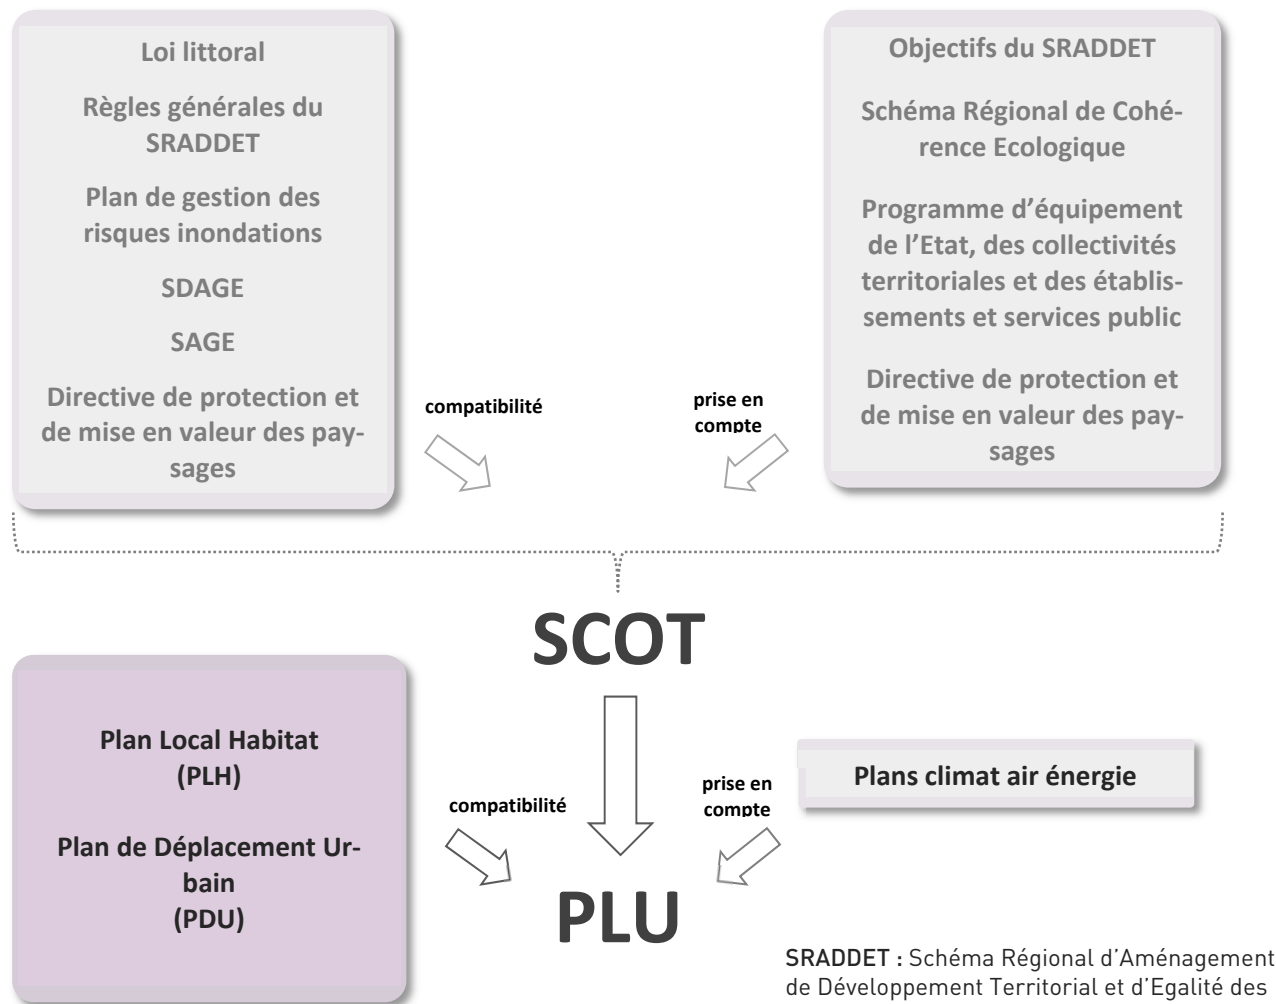 Loi littoral
Règles générales du
SRADDET
Plan de gestion des
risques inondations
SDAGE
SAGE
Directive de protection et
de mise en valeur des pay-
sages
Objectifs du SRADDET
Schéma Régional de Cohé-
rence Ecologique
Programme d’équipement
de l’Etat, des collectivités
territoriales et des établis-
sements et services public
Directive de protection et
de mise en valeur des pay-
sages
compatibilité
prise en
compte
SCOT
Plan Local Habitat
(PLH)
Plan de Déplacement Ur-
bain
(PDU)
compatibilité
prise en
compte
Plans climat air énergie
PLU
SRADDET : Schéma Régional d’Aménagement
de Développement Territorial et d’Egalité des